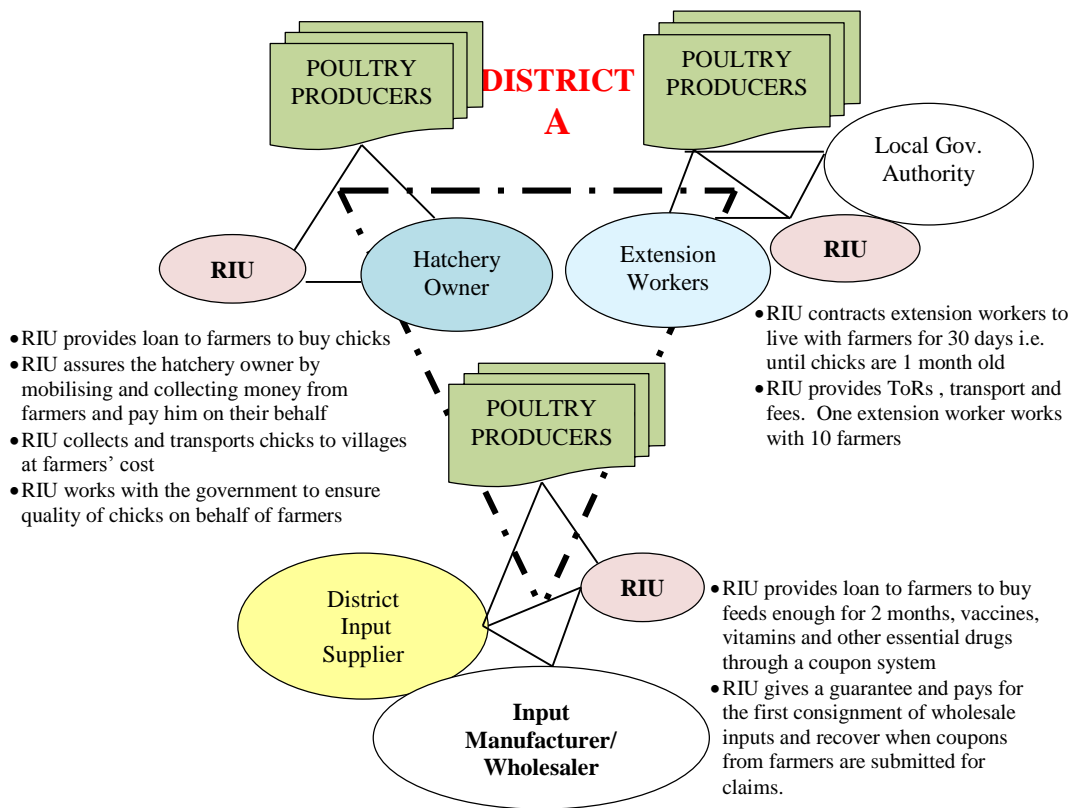 POULTRY
PRODUCERS
DISTRICT
A
POULTRY
PRODUCERS
Local Gov.
Authority
RIU
Hatchery
Owner
Extension
Workers
RIU
•RIU provides loan to farmers to buy chicks
•RIU assures the hatchery owner by
mobilising and collecting money from
farmers and pay him on their behalf
•RIU collects and transports chicks to villages
at farmers’ cost
•RIU works with the government to ensure
quality of chicks on behalf of farmers
•RIU contracts extension workers to
live with farmers for 30 days i.e.
until chicks are 1 month old
•RIU provides ToRs , transport and
fees. One extension worker works
with 10 farmers
POULTRY
PRODUCERS
RIU
District
Input
Supplier
Input
Manufacturer/
Wholesaler
•RIU provides loan to farmers to buy
feeds enough for 2 months, vaccines,
vitamins and other essential drugs
through a coupon system
•RIU gives a guarantee and pays for
the first consignment of wholesale
inputs and recover when coupons
from farmers are submitted for
claims.